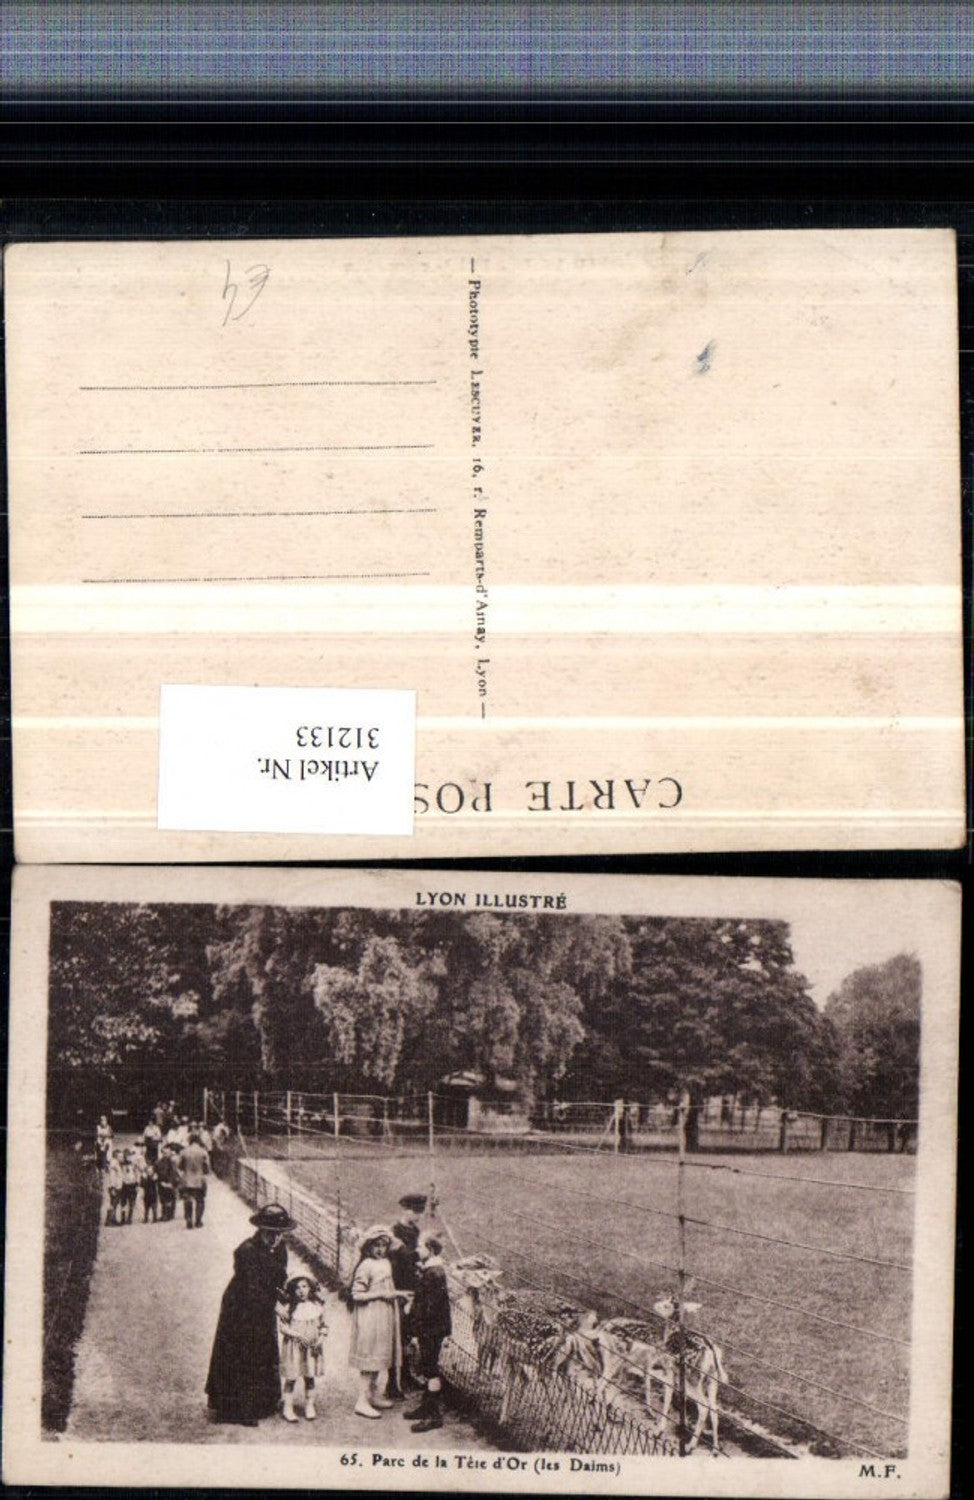 €4
— Phototypie LESCUYER, 16, r. Remparts-d'Ainay, Lyon —
Artikel Nr.
312133
CARTE POS
LYON ILLUSTRÉ
65. Parc de la Tête d'Or (les Daims)
M.F.